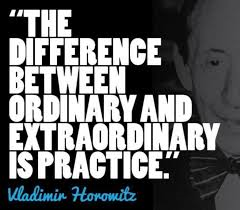 “THE
DIFFERENCE
BETWEEN
ORDINARY AND
EXTRAORDINARY
IS PRACTICE.”
Vladimir Horowitz